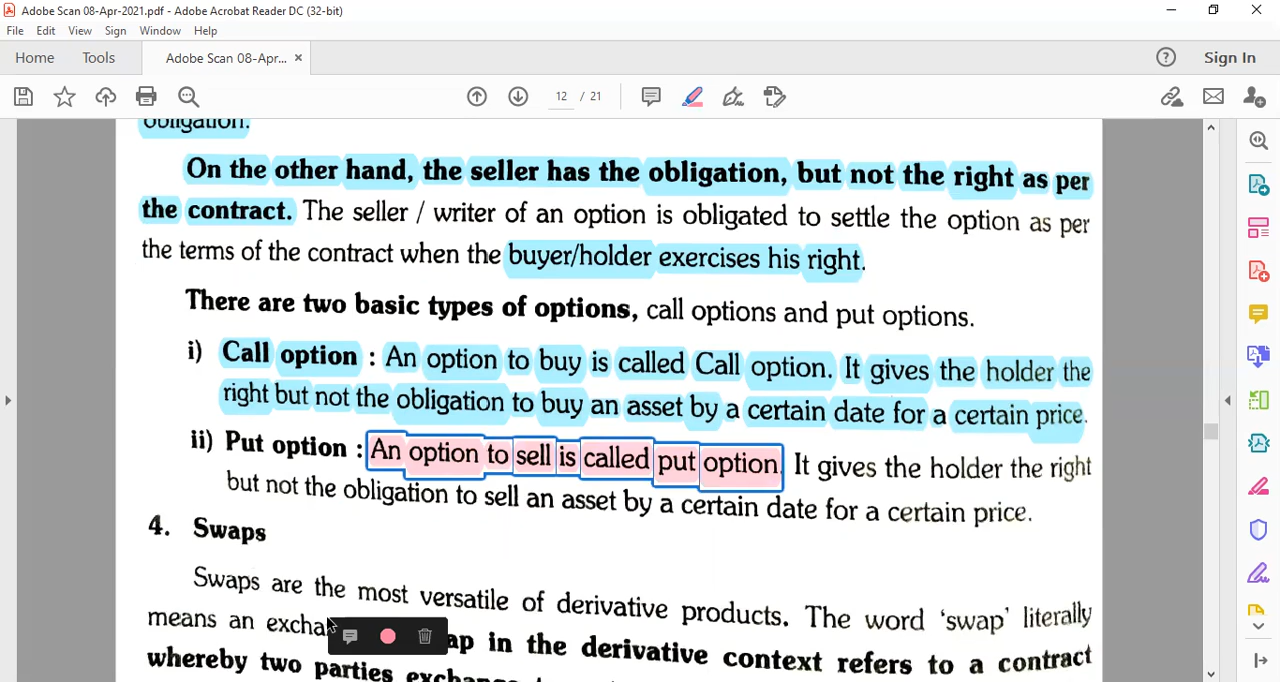 Adobe Scan 08-Apr-2021.pdf - Adobe Acrobat Reader DC (32-bit)
File Edit View Sign Window Help
Home Tools Adobe Scan 08-Apr... × Sign In
12 / 21
obligation.
On the other hand, the seller has the obligation, but not the right as per
the contract. The seller / writer of an option is obligated to settle the option as per
the terms of the contract when the buyer/holder exercises his right.
There are two basic types of options, call options and put options.
i) Call option : An option to buy is called Call option. It gives the holder the
right but not the obligation to buy an asset by a certain date for a certain price.
ii) Put option : An option to sell is called put option. It gives the holder the right
but not the obligation to sell an asset by a certain date for a certain price.
4. Swaps
Swaps are the most versatile of derivative products. The word 'swap' literally
means an in the derivative context refers to a contract
whereby two parties